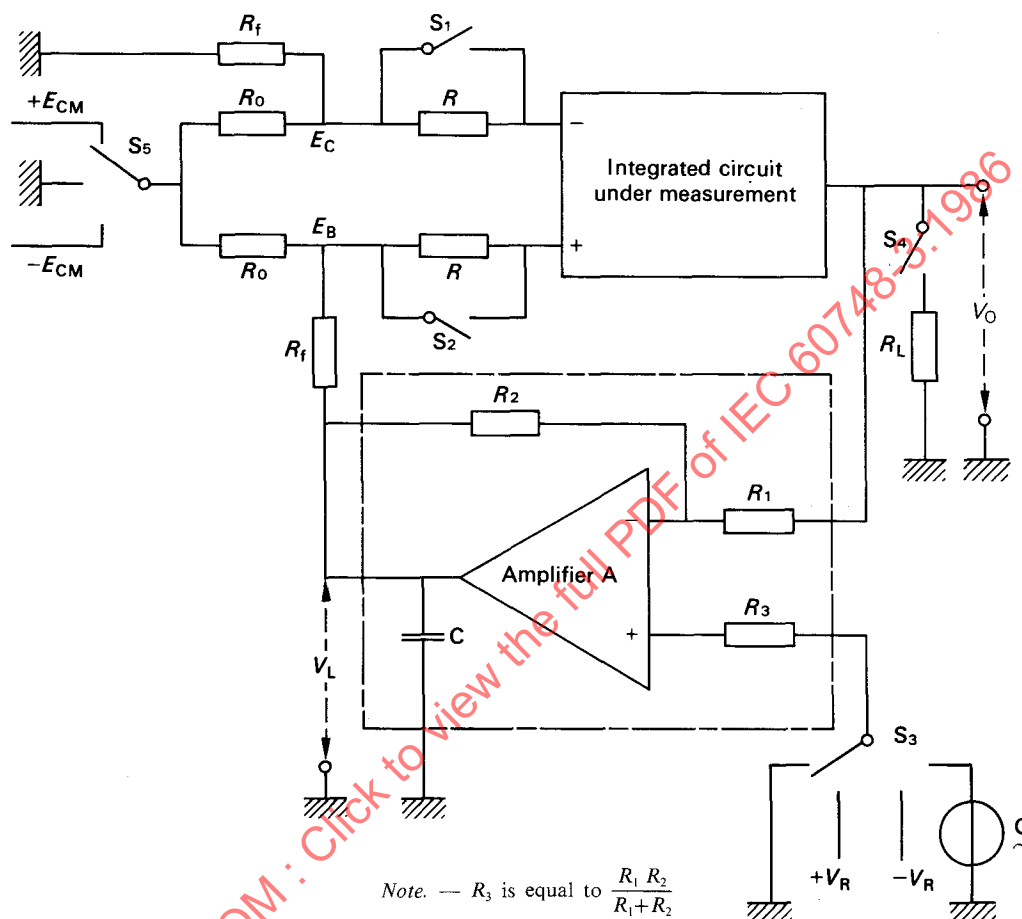 Rf
S1
+ECM
R0
R
EC
−
S5
Integrated circuit
under measurement
EB
+
−ECM
R0
R
S4
S2
RL
V0
Rf
R2
R1
−
Amplifier A
R3
+
C
VL
S3
+VR
−VR
G
~
Note. — R3 is equal to R1 R2 / R1+R2
OM : Click to view the full PDF of IEC 60748-3:1986